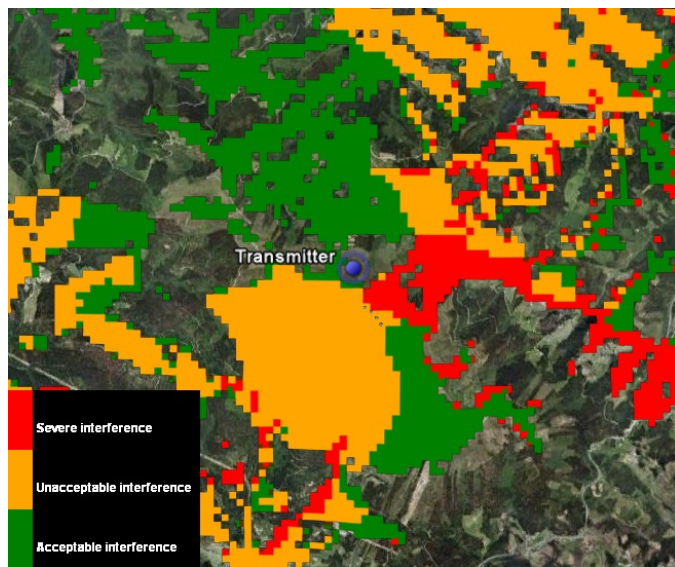 Transmitter
Severe interference
Unacceptable interference
Acceptable interference